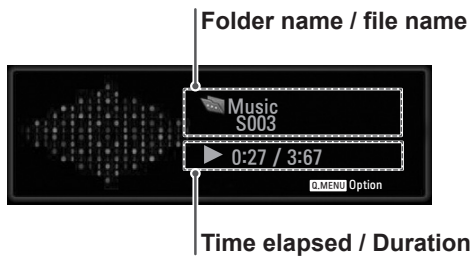 Folder name / file name
Music
S003
0:27 / 3:67
Q.MENU Option
Time elapsed / Duration